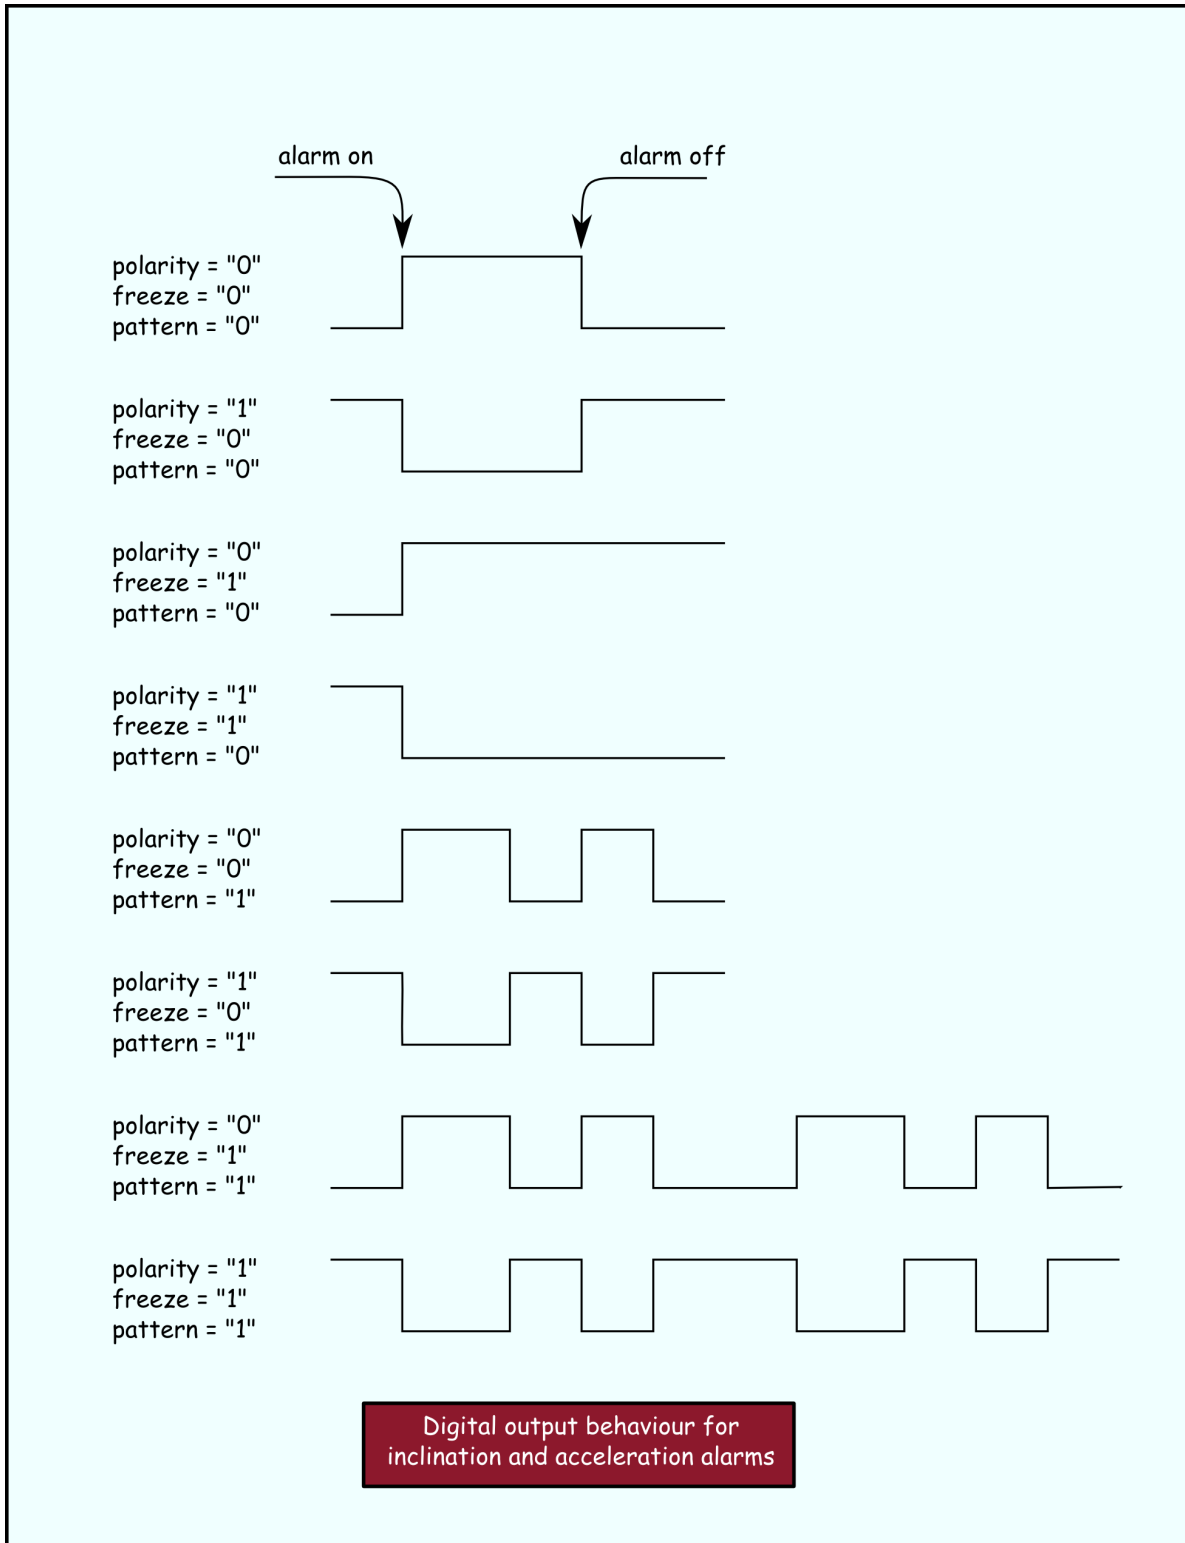 alarm on
alarm off
polarity = "0"
freeze = "0"
pattern = "0"
polarity = "1"
freeze = "0"
pattern = "0"
polarity = "0"
freeze = "1"
pattern = "0"
polarity = "1"
freeze = "1"
pattern = "0"
polarity = "0"
freeze = "0"
pattern = "1"
polarity = "1"
freeze = "0"
pattern = "1"
polarity = "0"
freeze = "1"
pattern = "1"
polarity = "1"
freeze = "1"
pattern = "1"
Digital output behaviour for
inclination and acceleration alarms